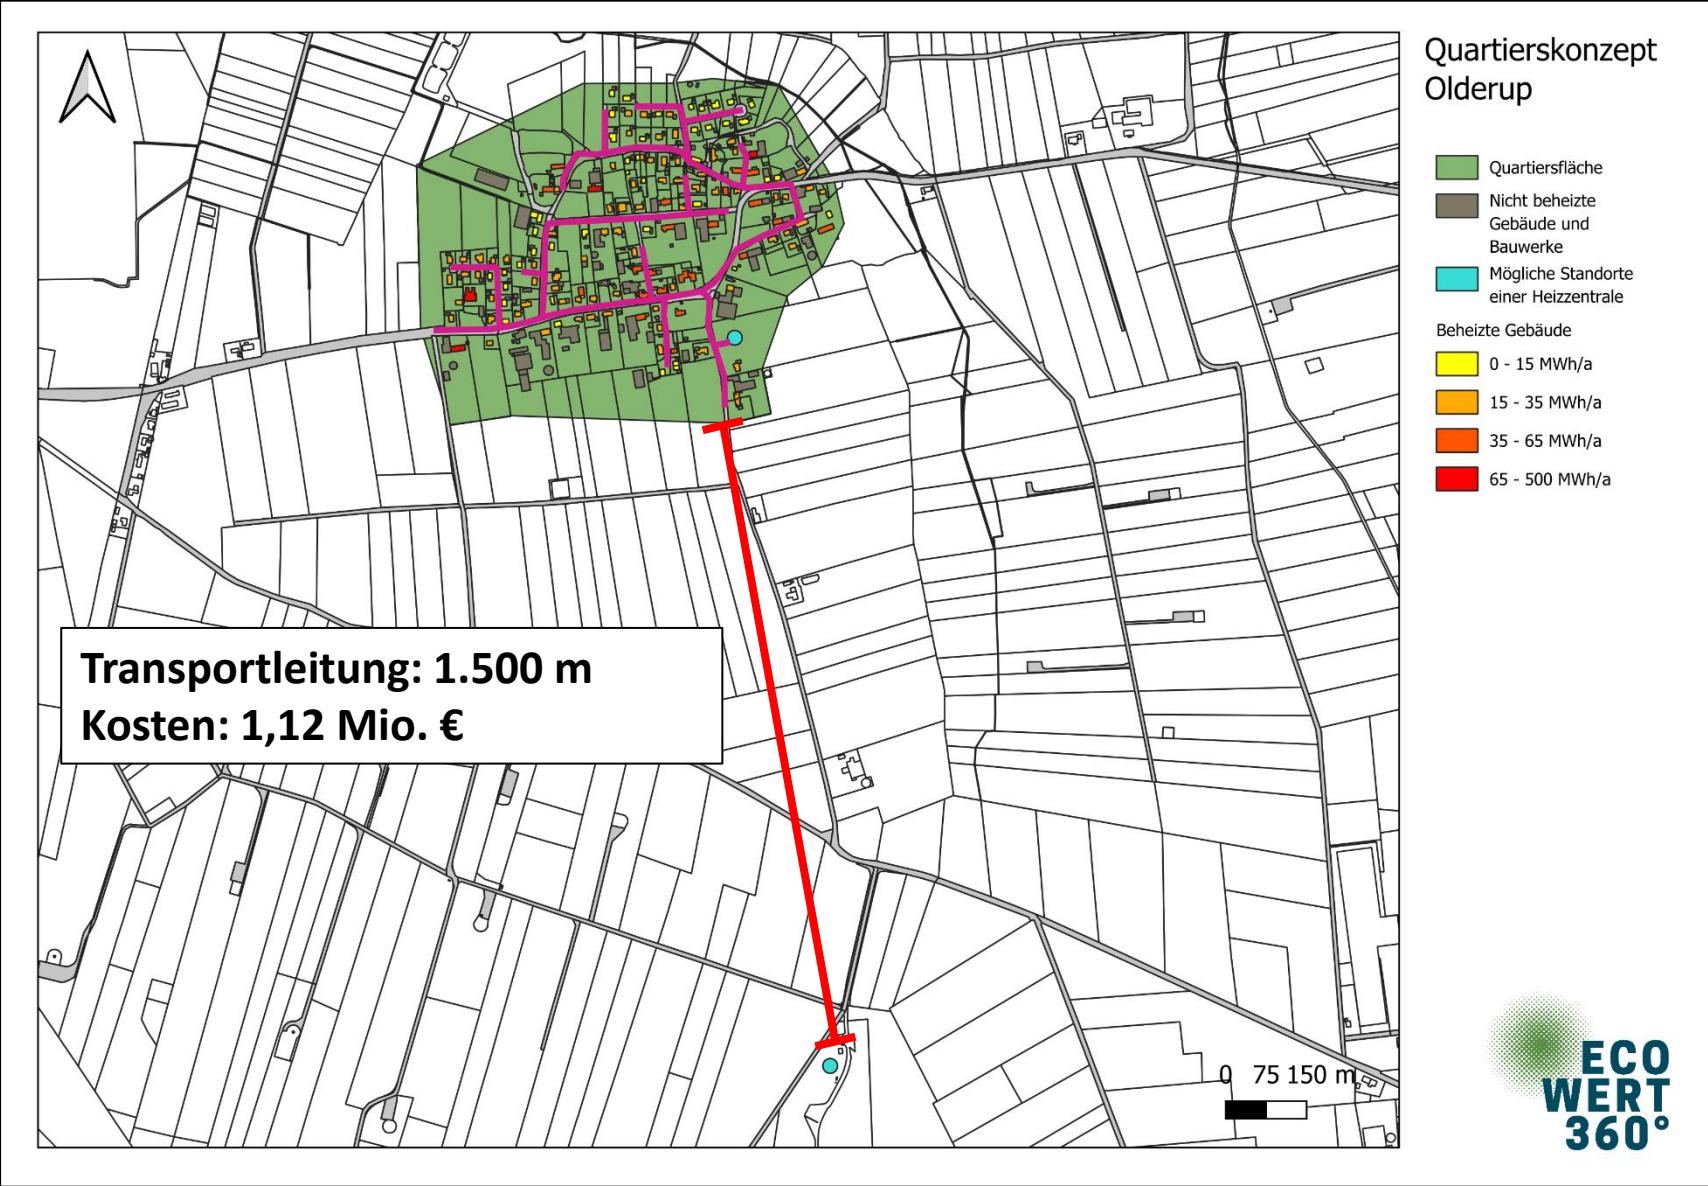 Quartierskonzept
Olderup
Quartiersfläche
Nicht beheizte
Gebäude und
Bauwerke
Mögliche Standorte
einer Heizzentrale
Beheizte Gebäude
0 - 15 MWh/a
15 - 35 MWh/a
35 - 65 MWh/a
65 - 500 MWh/a
Transportleitung: 1.500 m
Kosten: 1,12 Mio. €
0 75 150 m
ECO
WERT
360°